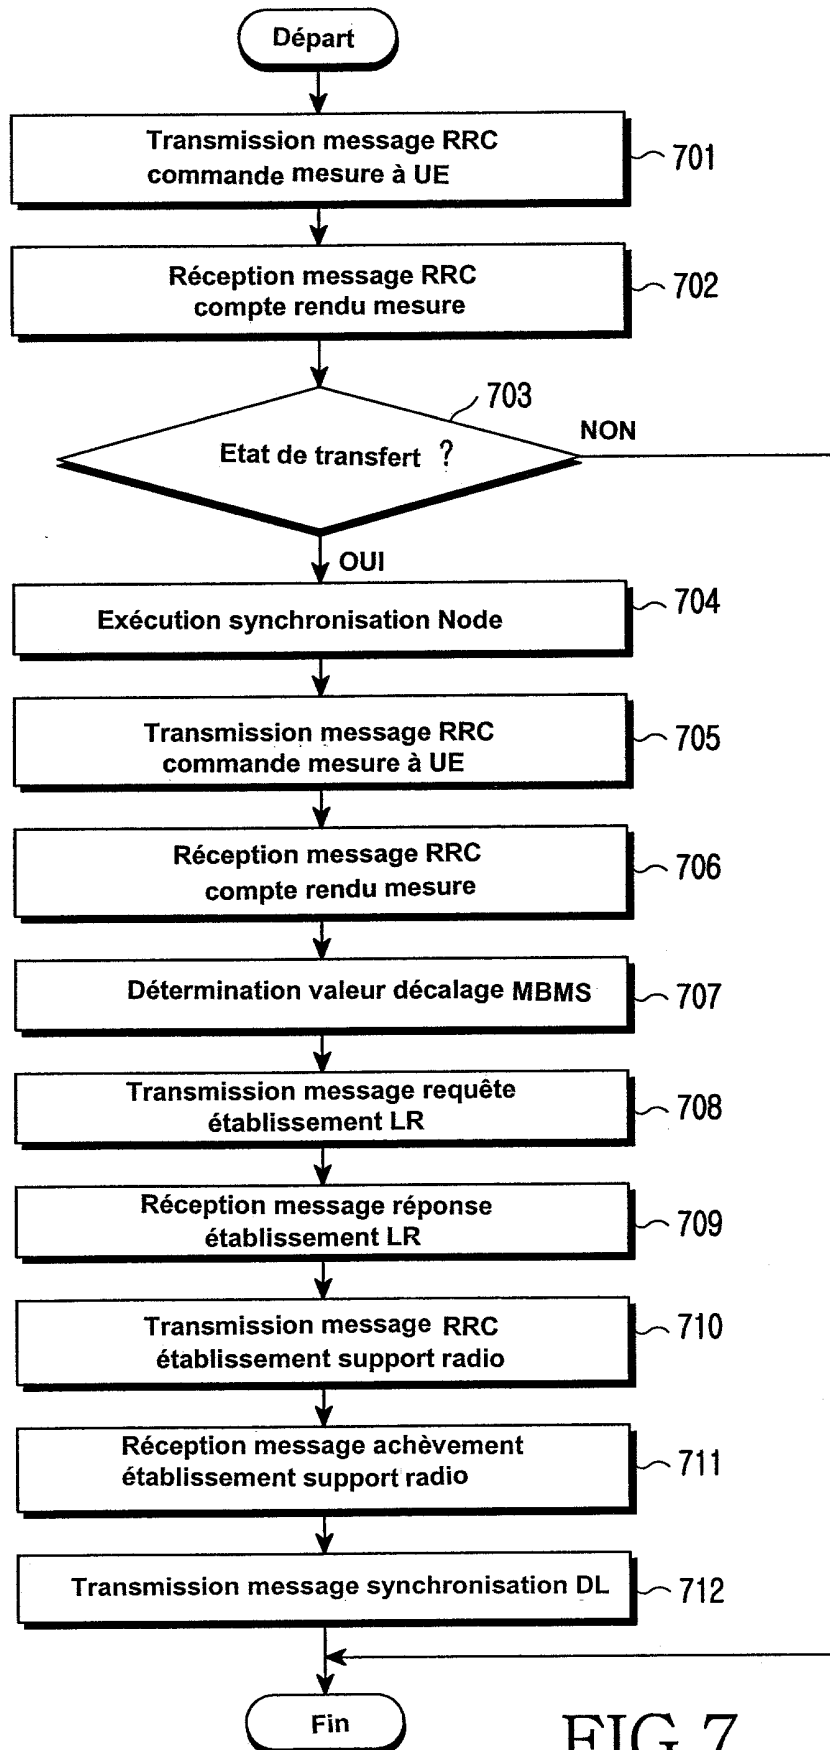 Départ
Transmission message RRC
commande mesure à UE
701
Réception message RRC
compte rendu mesure
702
703
Etat de transfert ?
NON
OUI
Exécution synchronisation Node
704
Transmission message RRC
commande mesure à UE
705
Réception message RRC
compte rendu mesure
706
Détermination valeur décalage MBMS
707
Transmission message requête
établissement LR
708
Réception message réponse
établissement LR
709
Transmission message RRC
établissement support radio
710
Réception message achèvement
établissement support radio
711
Transmission message synchronisation DL
712
Fin
FIG.7